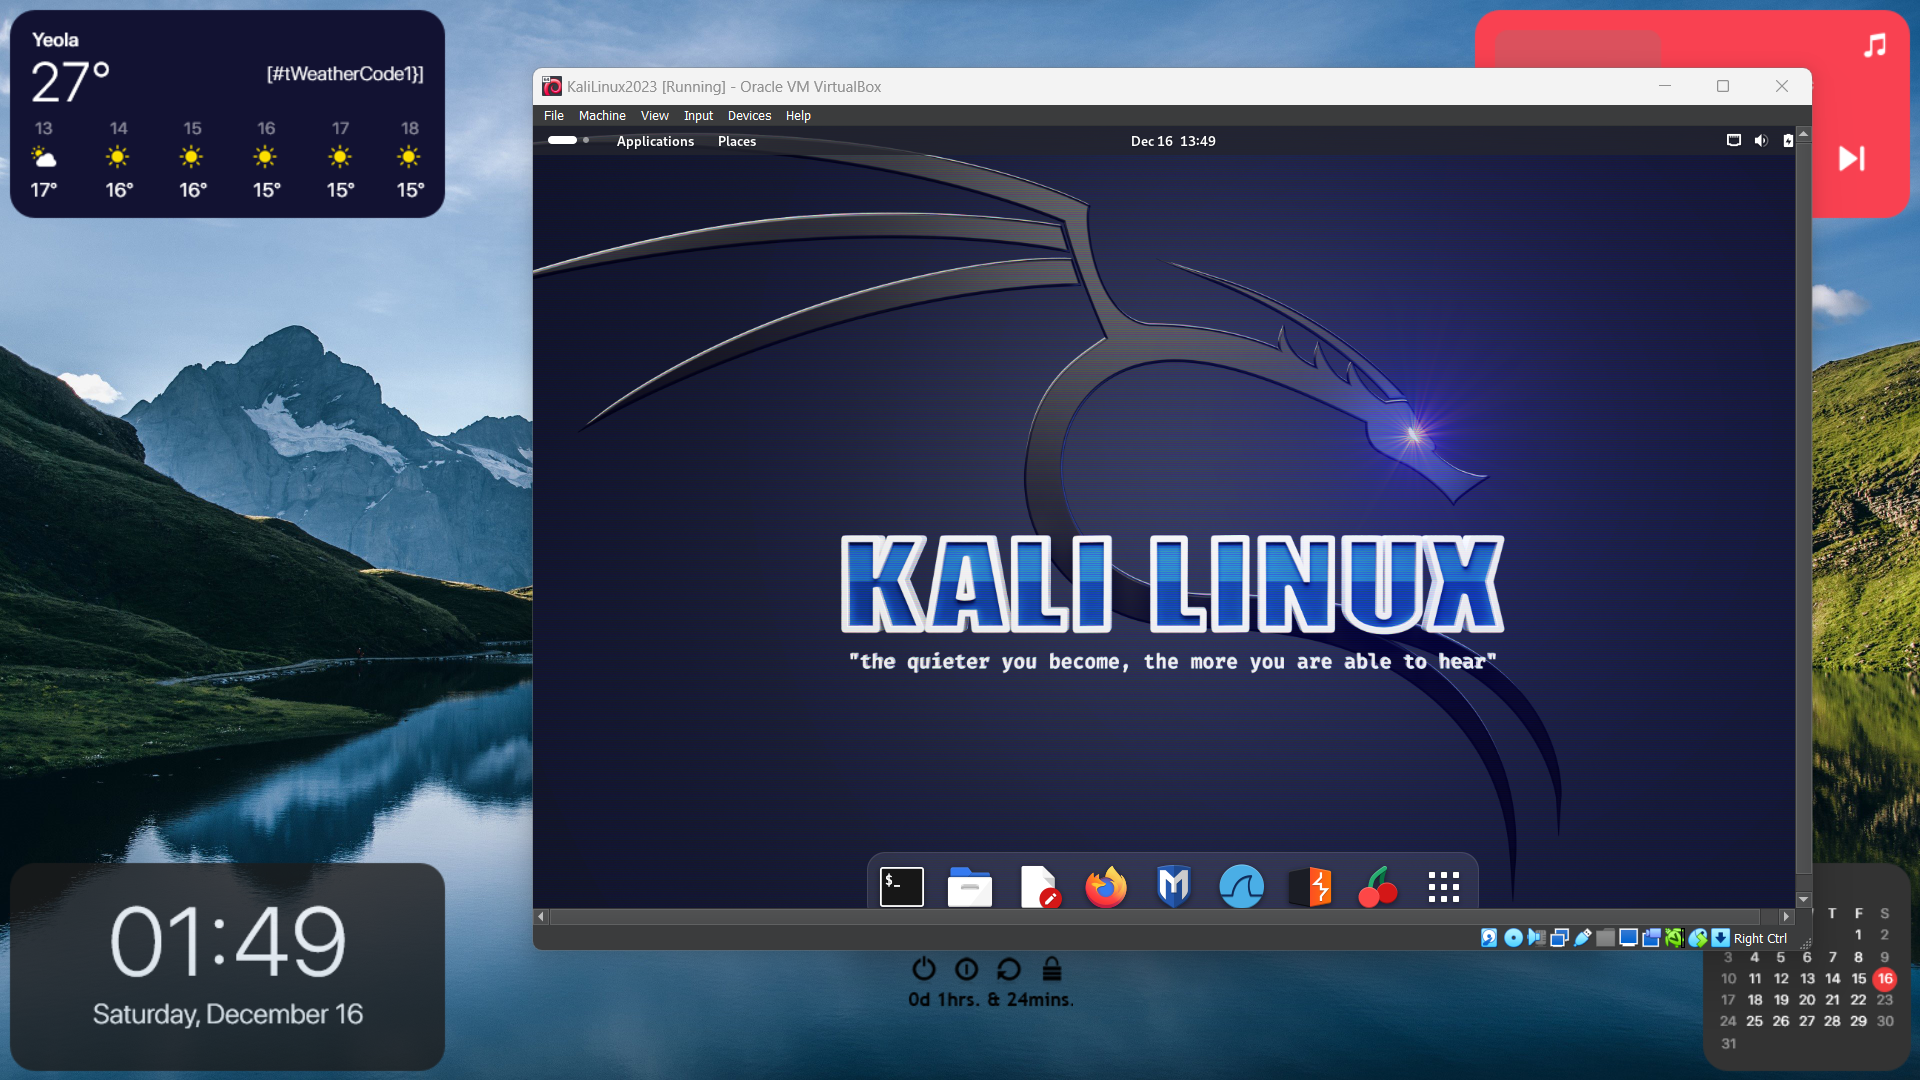 Yeola
27°
[#tWeatherCode1}]
13 14 15 16 17 18
17° 16° 16° 15° 15° 15°
KaliLinux2023 [Running] - Oracle VM VirtualBox
File Machine View Input Devices Help
Applications Places Dec 16 13:49
KALI LINUX
"the quieter you become, the more you are able to hear"
$_
Right Ctrl
01:49
Saturday, December 16
0d 1hrs. & 24mins.
T F S
1 2
3 4 5 6 7 8 9
10 11 12 13 14 15 16
17 18 19 20 21 22 23
24 25 26 27 28 29 30
31